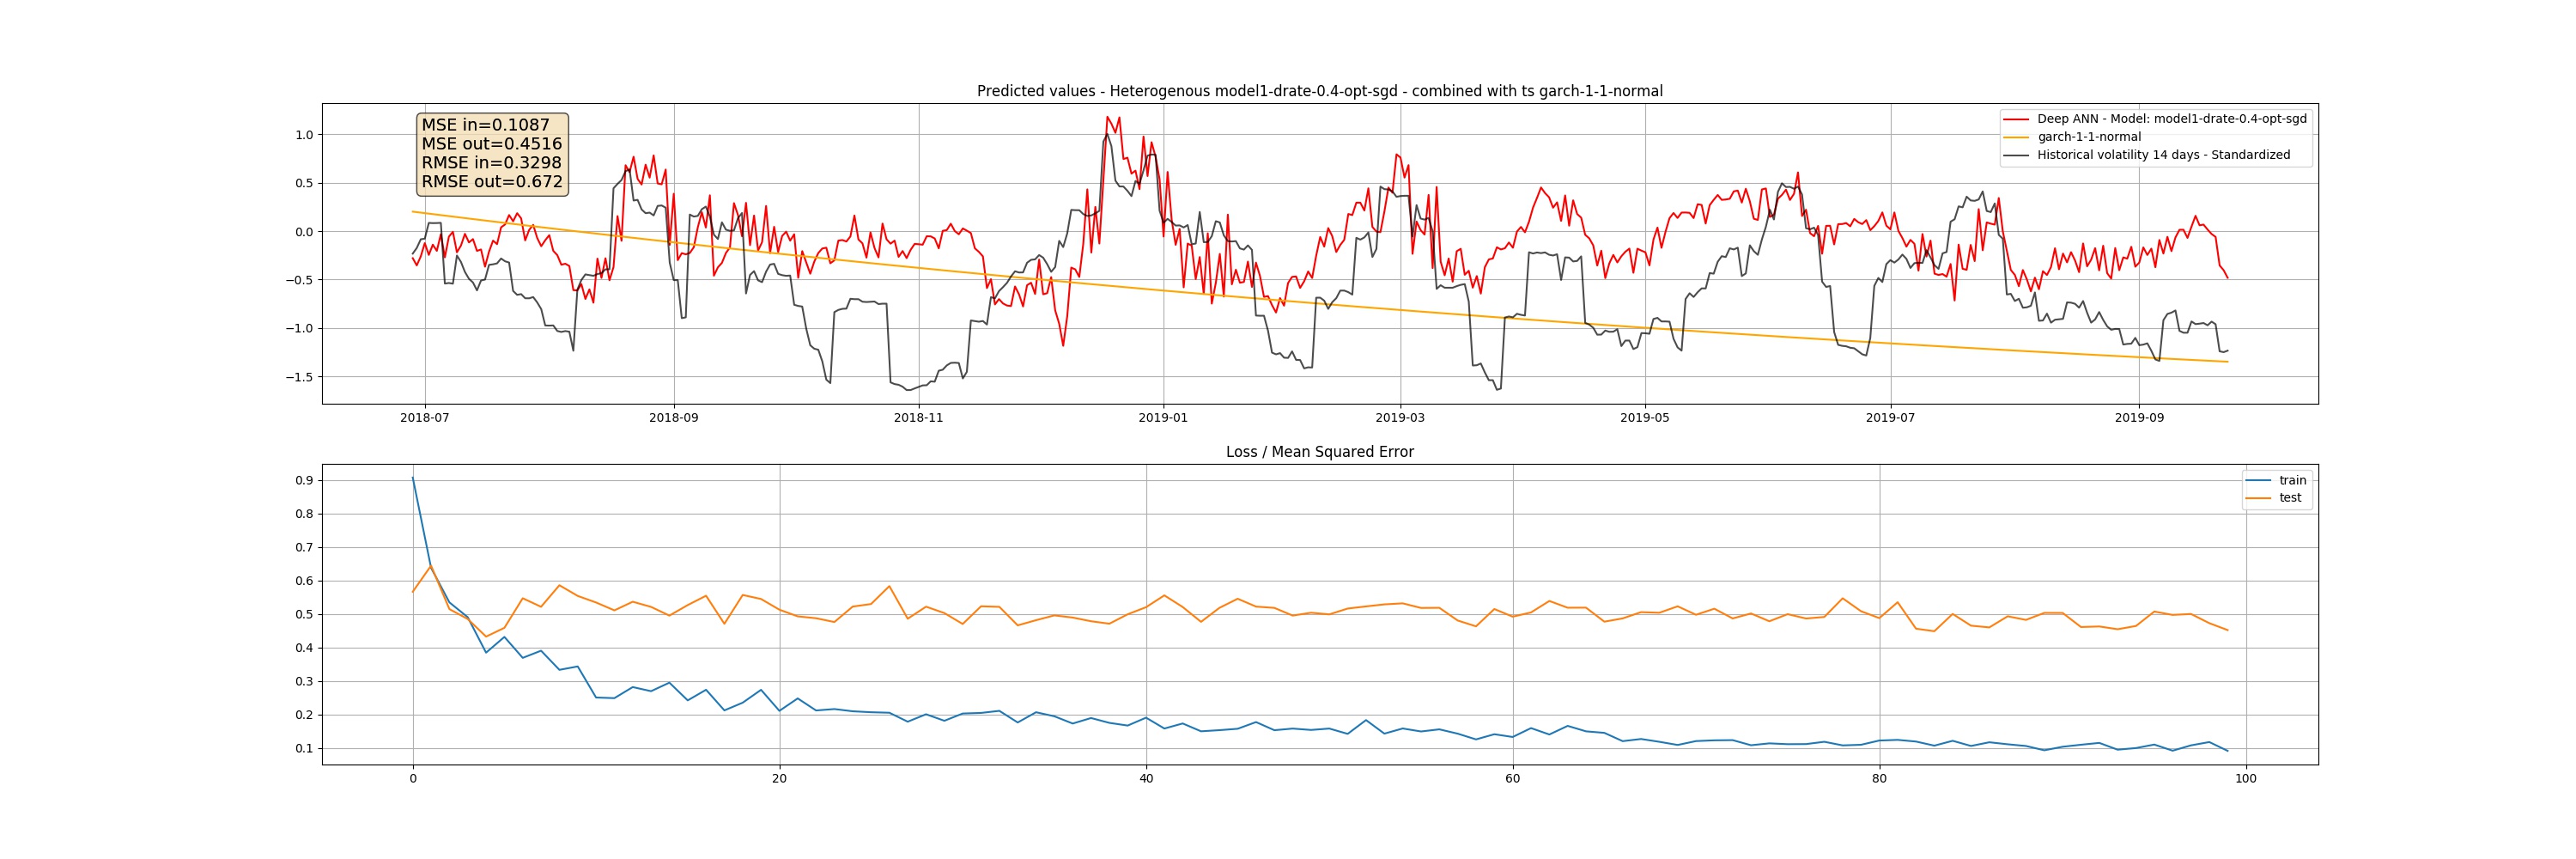 Predicted values - Heterogenous model1-drate-0.4-opt-sgd - combined with ts garch-1-1-normal
MSE in=0.1087
MSE out=0.4516
RMSE in=0.3298
RMSE out=0.672
Deep ANN - Model: model1-drate-0.4-opt-sgd
garch-1-1-normal
Historical volatility 14 days - Standardized
1.0
0.5
0.0
−0.5
−1.0
−1.5
2018-07 2018-09 2018-11 2019-01 2019-03 2019-05 2019-07 2019-09
Loss / Mean Squared Error
train
test
0.9
0.8
0.7
0.6
0.5
0.4
0.3
0.2
0.1
0 20 40 60 80 100